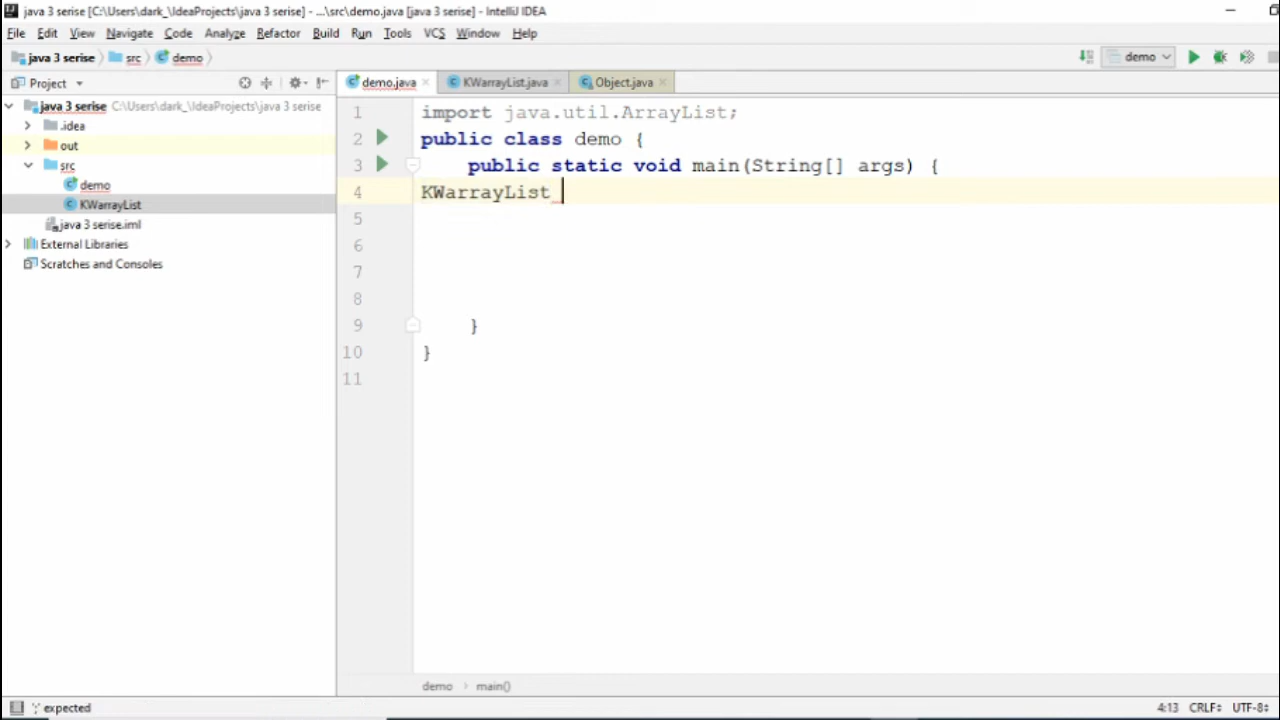 java 3 serise [C:\Users\dark_\IdeaProjects\java 3 serise] - ...\src\demo.java [java 3 serise] - IntelliJ IDEA
File Edit View Navigate Code Analyze Refactor Build Run Tools VCS Window Help
java 3 serise src demo demo
Project demo.java KWarrayList.java Object.java
java 3 serise C:\Users\dark_\IdeaProjects\java 3 serise
.idea
out
src
demo
KWarrayList
java 3 serise.iml
External Libraries
Scratches and Consoles
1 import java.util.ArrayList;
2 public class demo {
3 public static void main(String[] args) {
4 KWarrayList
5
6
7
8
9 }
10 }
11
demo main()
';' expected 4:13 CRLF UTF-8